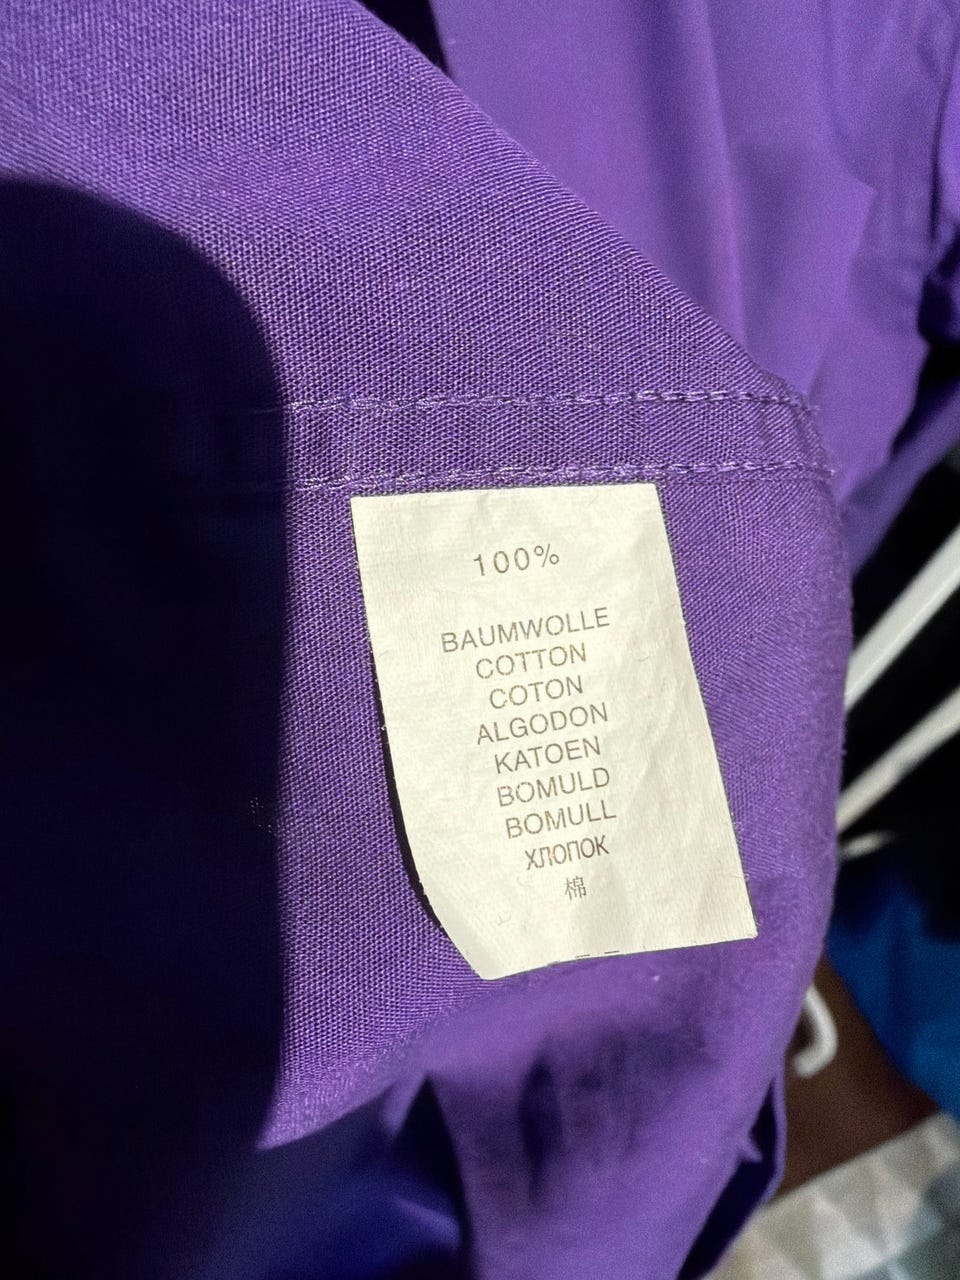 100%
BAUMWOLLE
COTTON
COTON
ALGODON
KATOEN
BOMULD
BOMULL
ХЛОПОК
棉